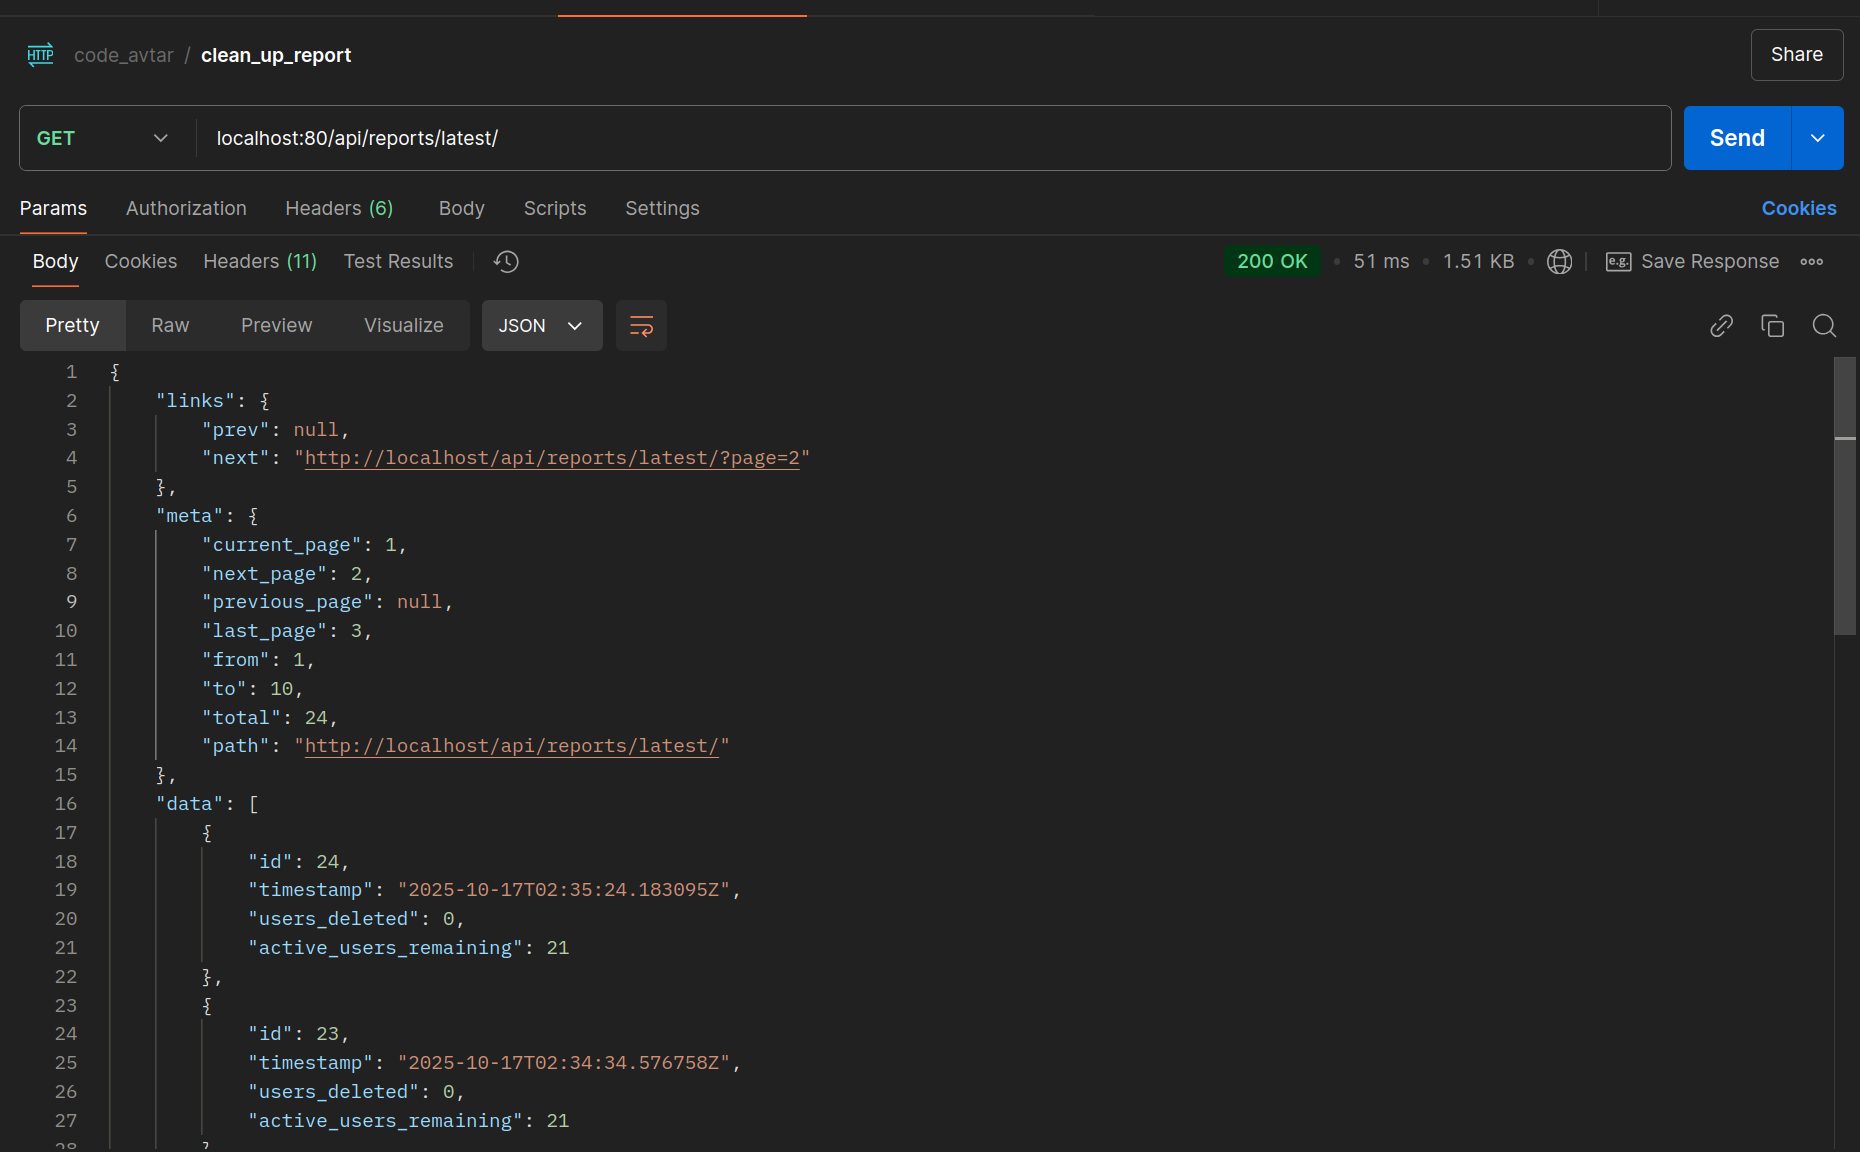 HTTP code_avtar / clean_up_report Share
GET localhost:80/api/reports/latest/ Send
Params Authorization Headers (6) Body Scripts Settings Cookies
Body Cookies Headers (11) Test Results 200 OK • 51 ms • 1.51 KB • e.g. Save Response
Pretty Raw Preview Visualize JSON
1 {
2 "links": {
3 "prev": null,
4 "next": "http://localhost/api/reports/latest/?page=2"
5 },
6 "meta": {
7 "current_page": 1,
8 "next_page": 2,
9 "previous_page": null,
10 "last_page": 3,
11 "from": 1,
12 "to": 10,
13 "total": 24,
14 "path": "http://localhost/api/reports/latest/"
15 },
16 "data": [
17 {
18 "id": 24,
19 "timestamp": "2025-10-17T02:35:24.183095Z",
20 "users_deleted": 0,
21 "active_users_remaining": 21
22 },
23 {
24 "id": 23,
25 "timestamp": "2025-10-17T02:34:34.576758Z",
26 "users_deleted": 0,
27 "active_users_remaining": 21
28